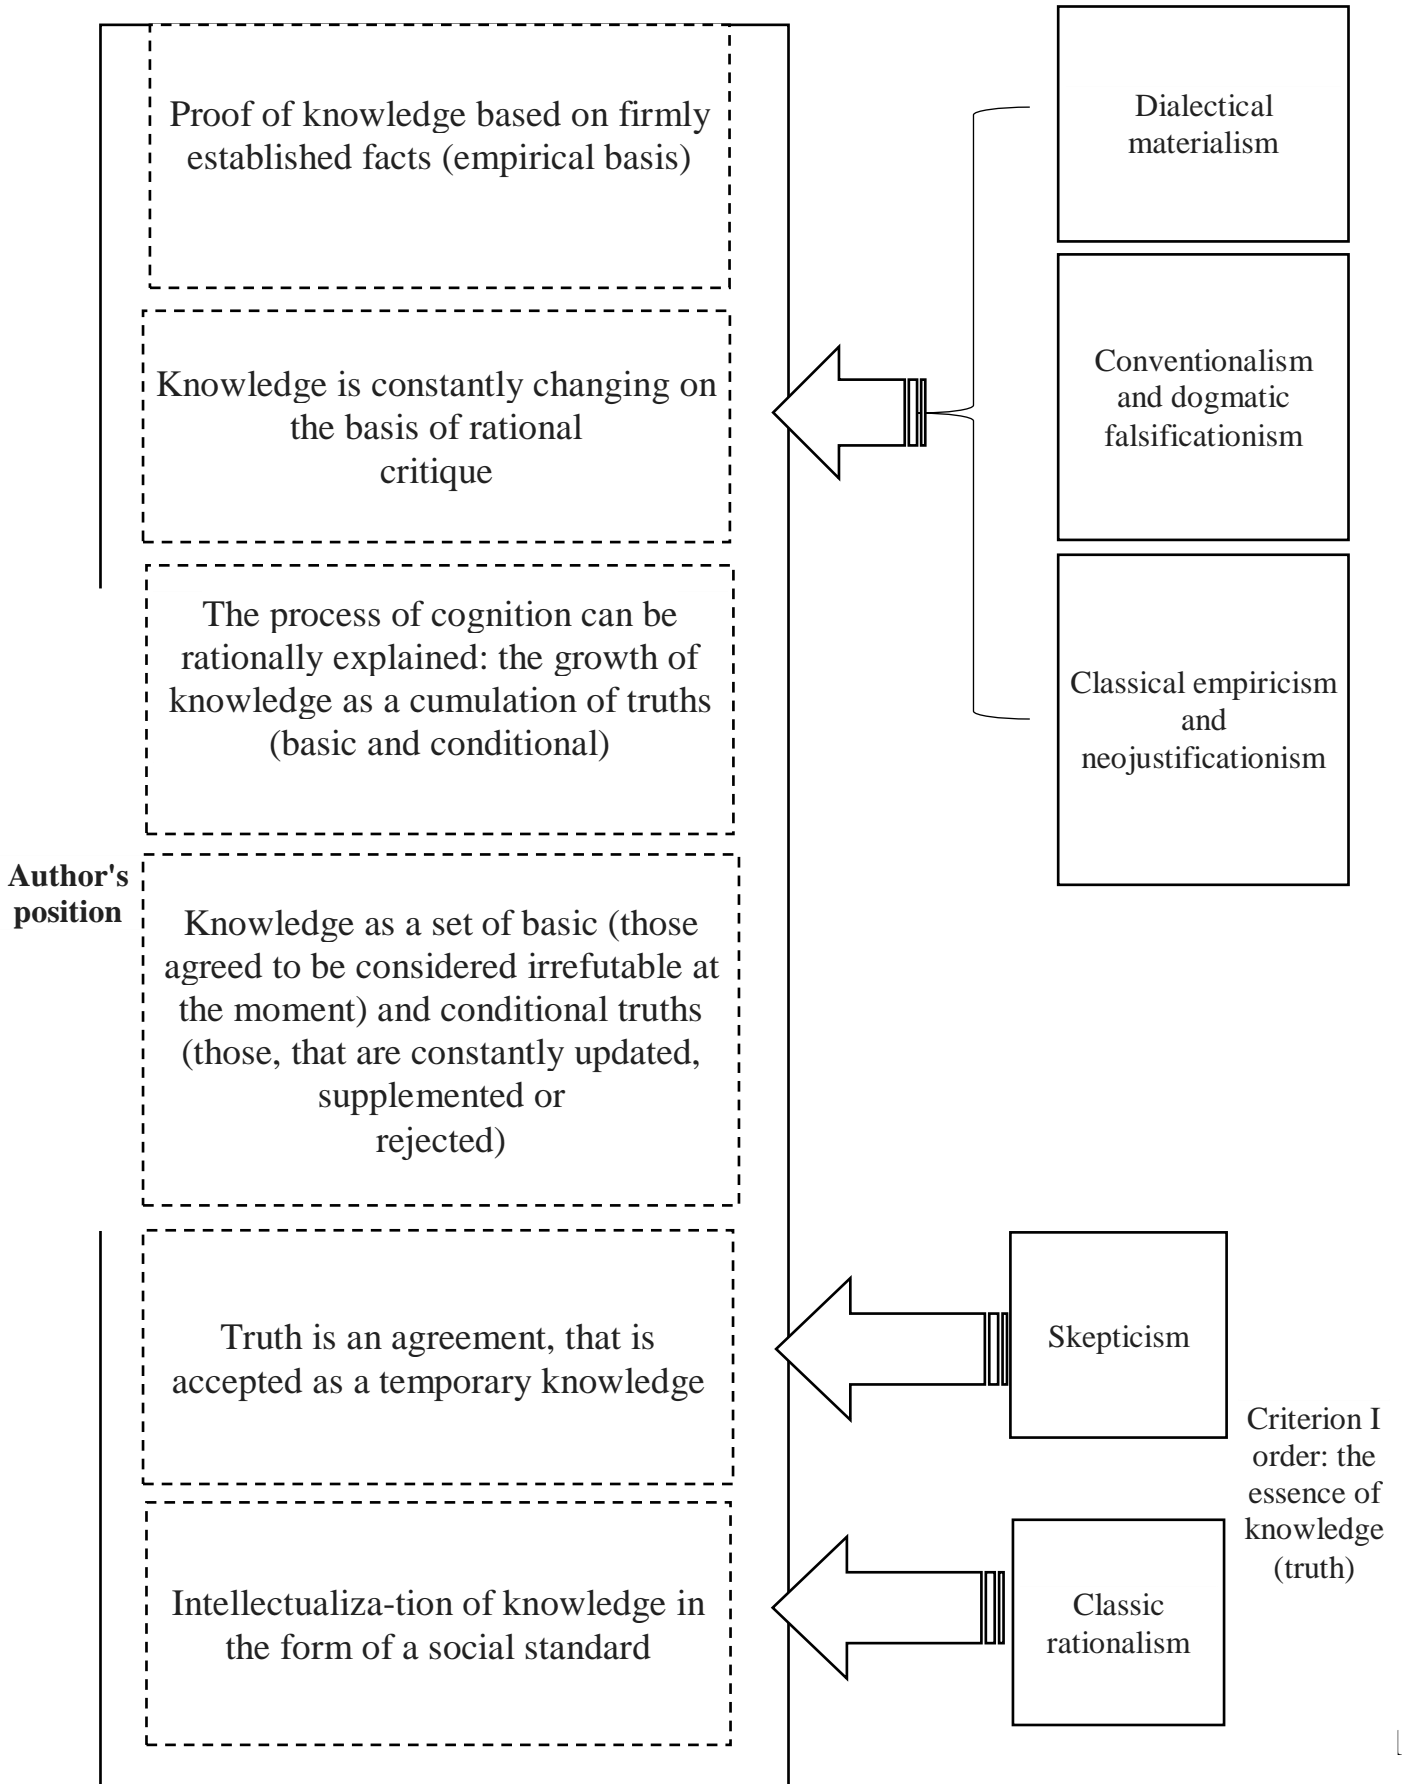 Proof of knowledge based on firmly
established facts (empirical basis)
Knowledge is constantly changing on
the basis of rational
critique
The process of cognition can be
rationally explained: the growth of
knowledge as a cumulation of truths
(basic and conditional)
Author's
position
Knowledge as a set of basic (those
agreed to be considered irrefutable at
the moment) and conditional truths
(those, that are constantly updated,
supplemented or
rejected)
Truth is an agreement, that is
accepted as a temporary knowledge
Intellectualiza-tion of knowledge in
the form of a social standard
Dialectical
materialism
Conventionalism
and dogmatic
falsificationism
Classical empiricism
and
neojustificationism
Skepticism
Classic
rationalism
Criterion I
order: the
essence of
knowledge
(truth)